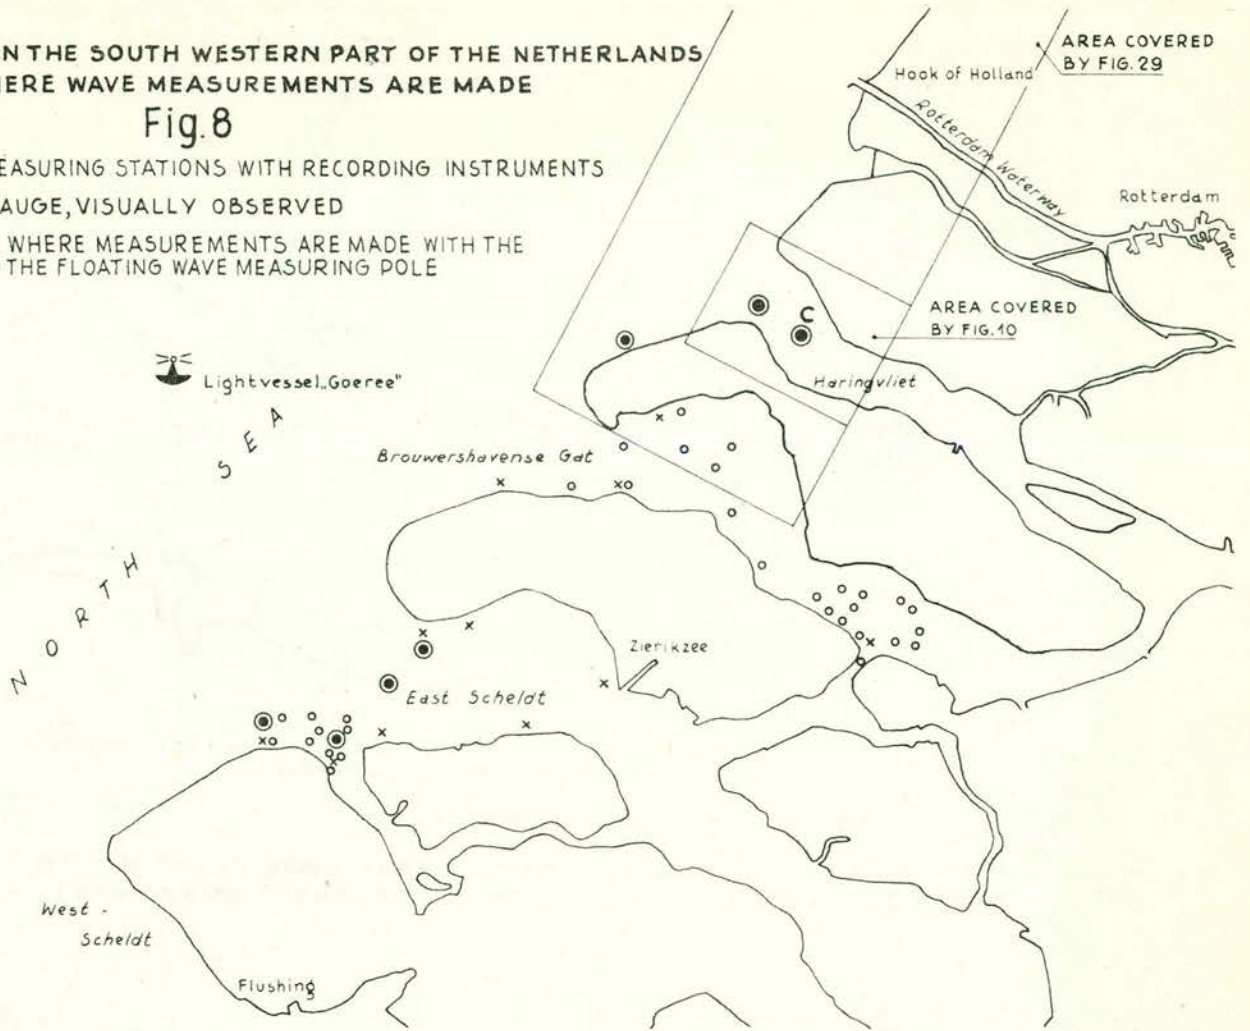 N THE SOUTH WESTERN PART OF THE NETHERLANDS
ERE WAVE MEASUREMENTS ARE MADE
Fig.8
EASURING STATIONS WITH RECORDING INSTRUMENTS
AUGE, VISUALLY OBSERVED
WHERE MEASUREMENTS ARE MADE WITH THE
THE FLOATING WAVE MEASURING POLE
AREA COVERED
BY FIG.29
Hook of Holland
Rotterdam Waterway
Rotterdam
AREA COVERED
BY FIG.10
C
Lightvessel „Goeree"
Haringvliet
NORTH SEA
Brouwershavense Gat
Zierikzee
East Scheldt
West -
Scheldt
Flushing